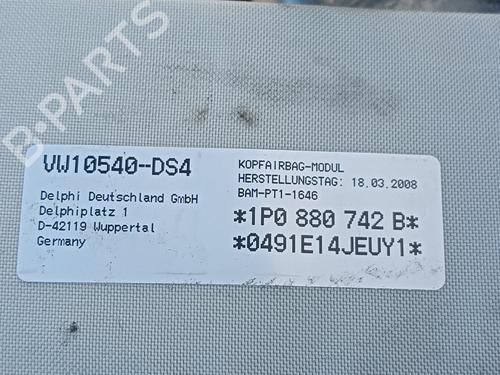 B-PARTS
VW10540--DS4
Delphi Deutschland GmbH
Delphiplatz 1
D-42119 Wuppertal
Germany
KOPFAIRBAG-MODUL
HERSTELLUNGSTAG: 18.03.2008
BAM-PT1-1646
*1P0 880 742 B*
*0491E14JEUY1*